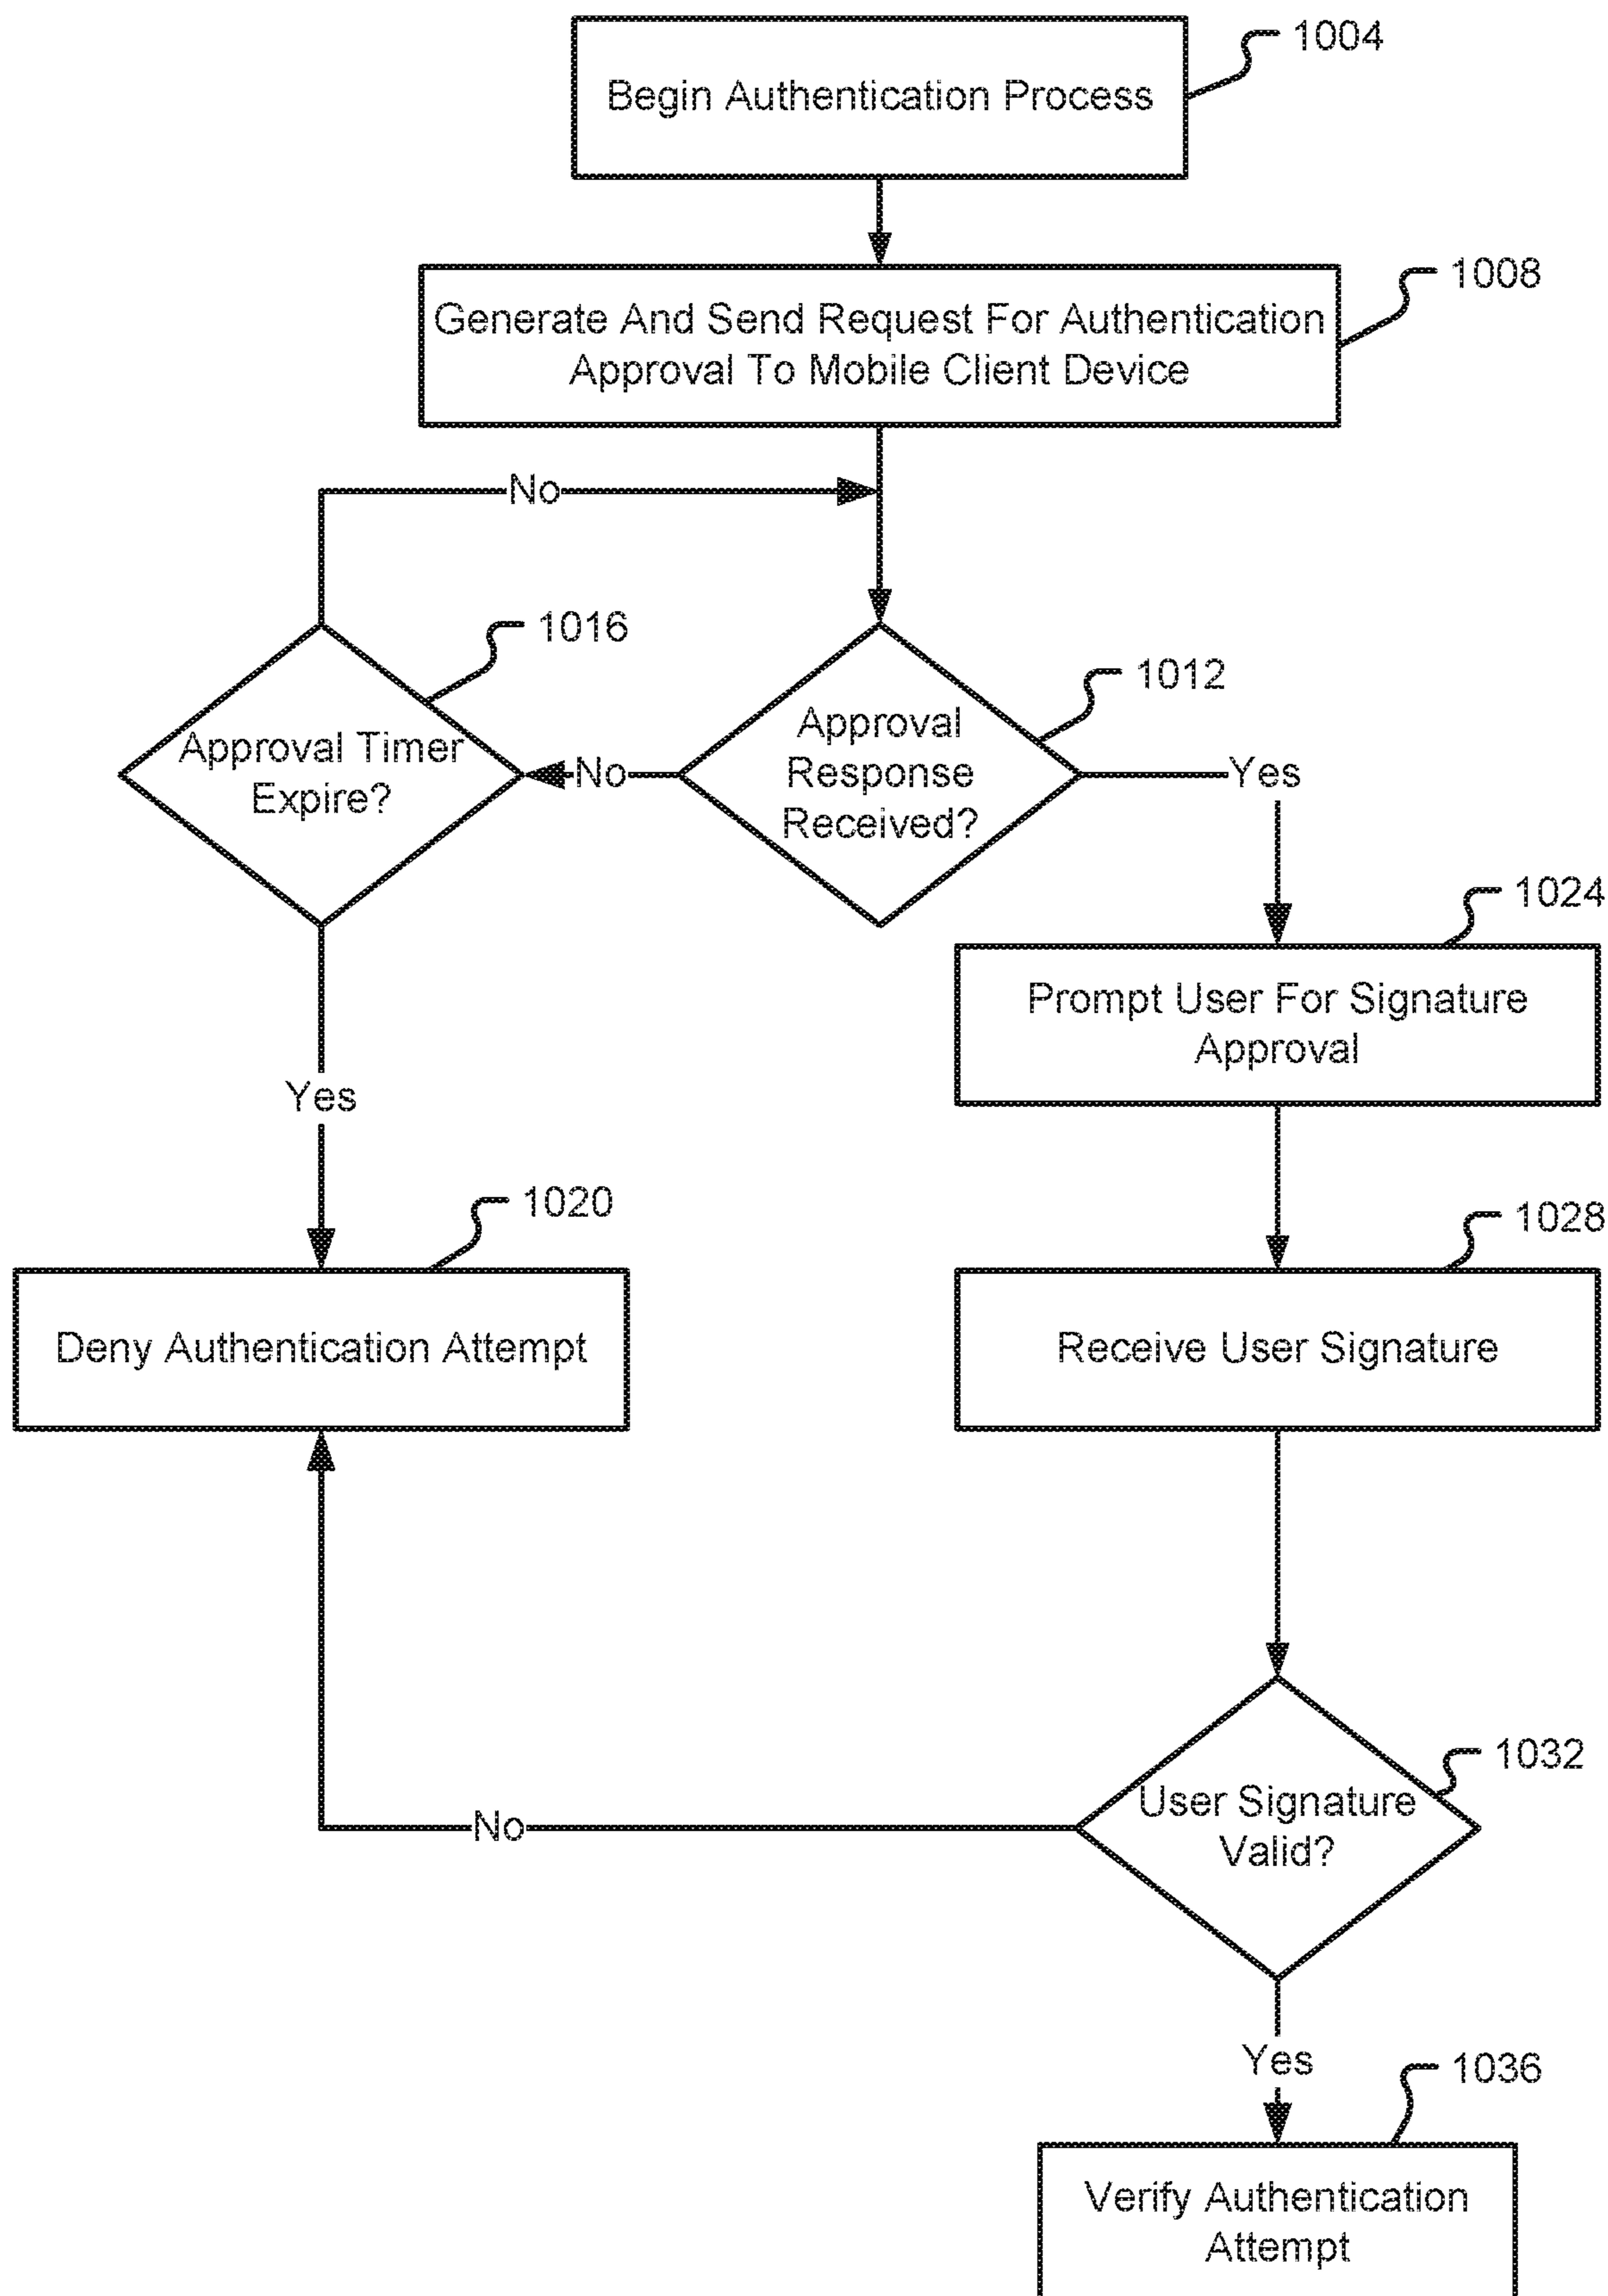 Begin Authentication Process
1004
Generate And Send Request For Authentication
Approval To Mobile Client Device
1008
No
1016
Approval Timer
Expire?
No
1012
Approval
Response
Received?
Yes
1024
Prompt User For Signature
Approval
Yes
1020
Deny Authentication Attempt
1028
Receive User Signature
1032
User Signature
Valid?
No
Yes
1036
Verify Authentication
Attempt